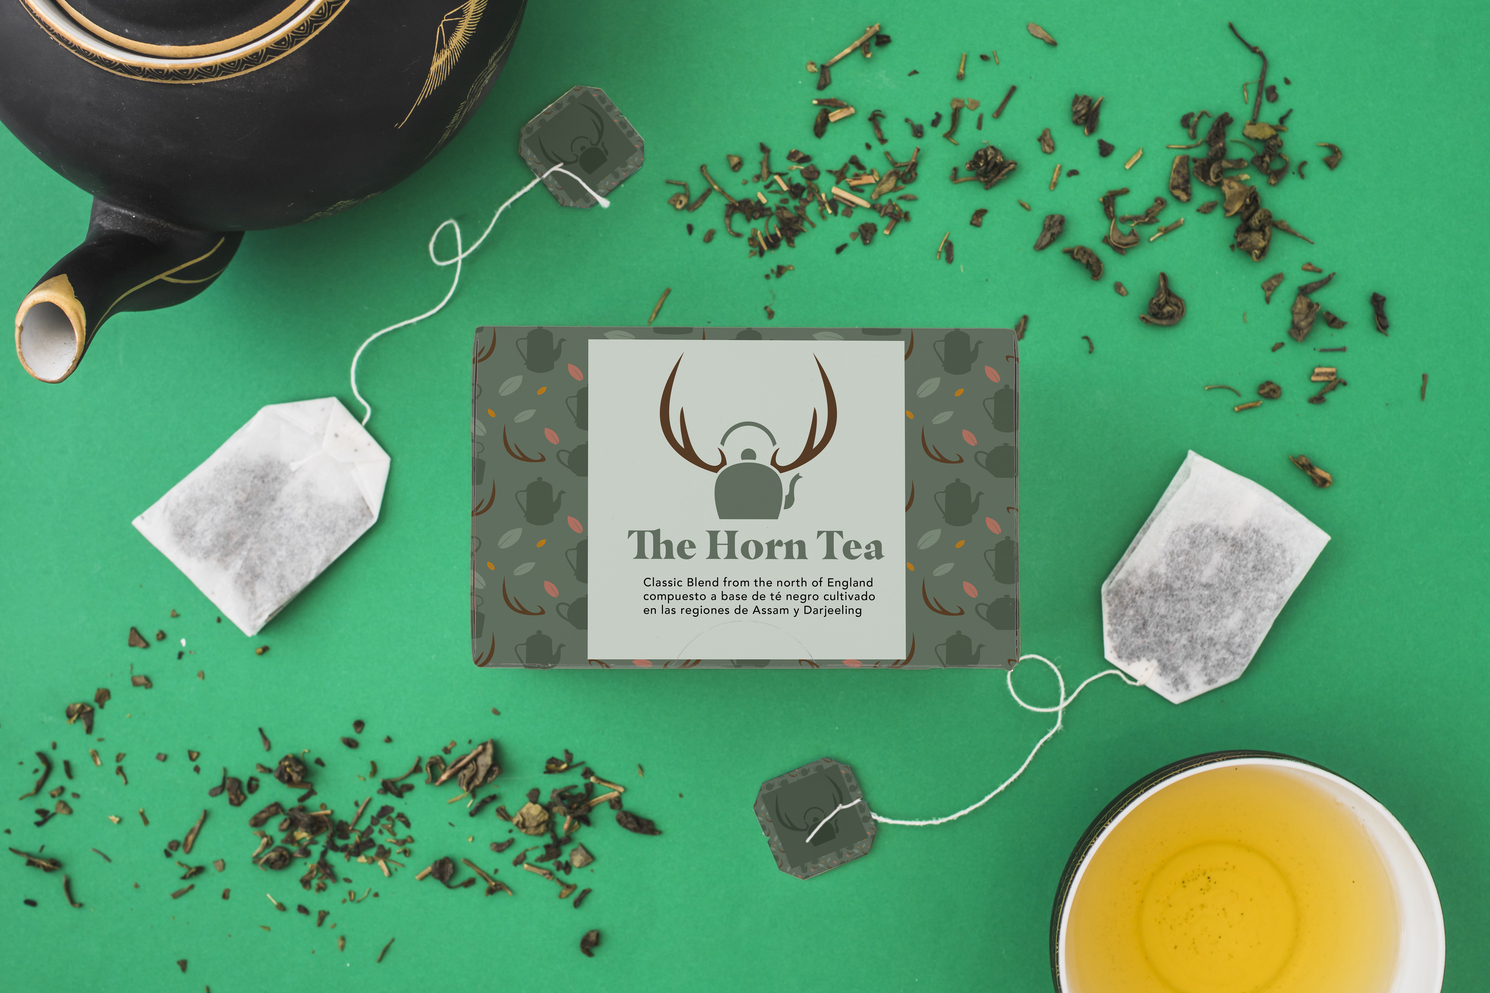 The Horn Tea
Classic Blend from the north of England
compuesto a base de té negro cultivado
en las regiones de Assam y Darjeeling